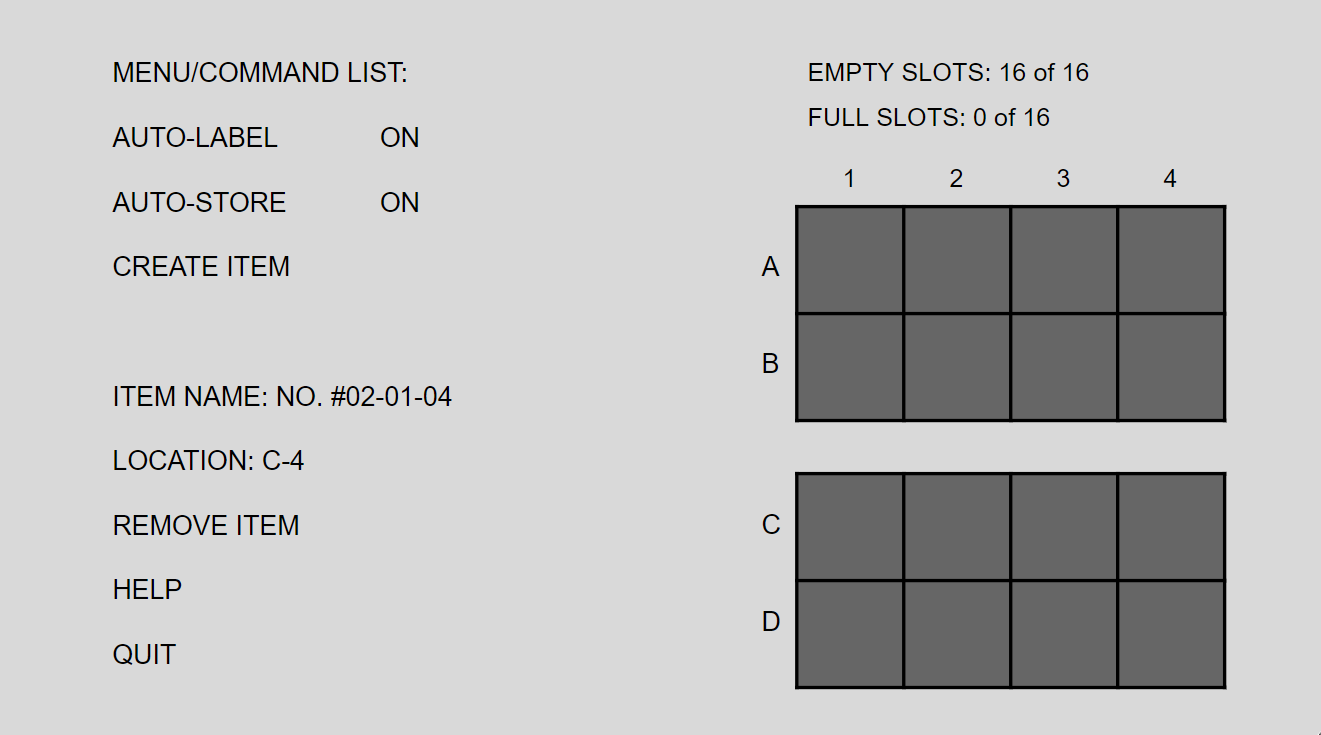 MENU/COMMAND LIST:
AUTO-LABEL ON
AUTO-STORE ON
CREATE ITEM
ITEM NAME: NO. #02-01-04
LOCATION: C-4
REMOVE ITEM
HELP
QUIT
EMPTY SLOTS: 16 of 16
FULL SLOTS: 0 of 16
1 2 3 4
A
B
C
D